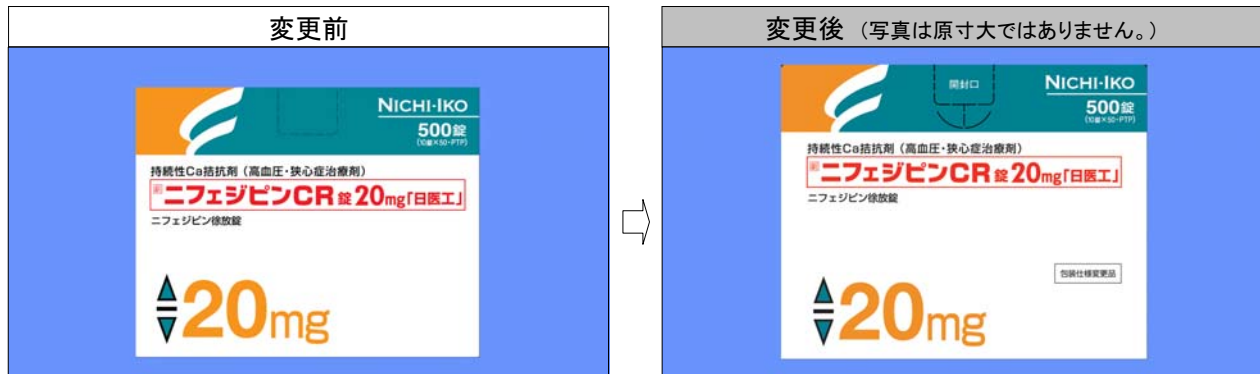 変更前
NICHI-IKO
500錠
(10錠×50・PTP)
持続性Ca拮抗剤（高血圧・狭心症治療剤）
劇 ニフェジピンCR錠20mg「日医工」
ニフェジピン徐放錠
20mg
変更後（写真は原寸大ではありません。）
開封口
NICHI-IKO
500錠
(10錠×50・PTP)
持続性Ca拮抗剤（高血圧・狭心症治療剤）
劇 ニフェジピンCR錠20mg「日医工」
ニフェジピン徐放錠
包装仕様変更品
20mg